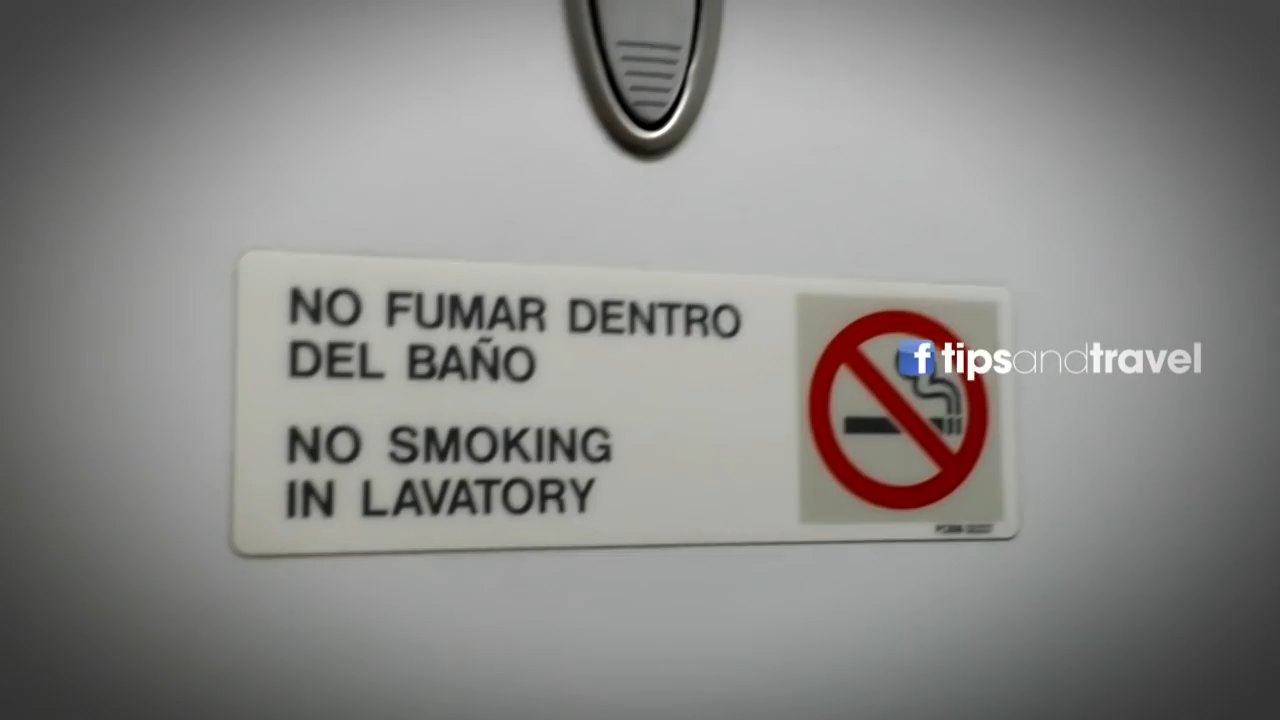 NO FUMAR DENTRO
DEL BAÑO
NO SMOKING
IN LAVATORY
f tipsandtravel